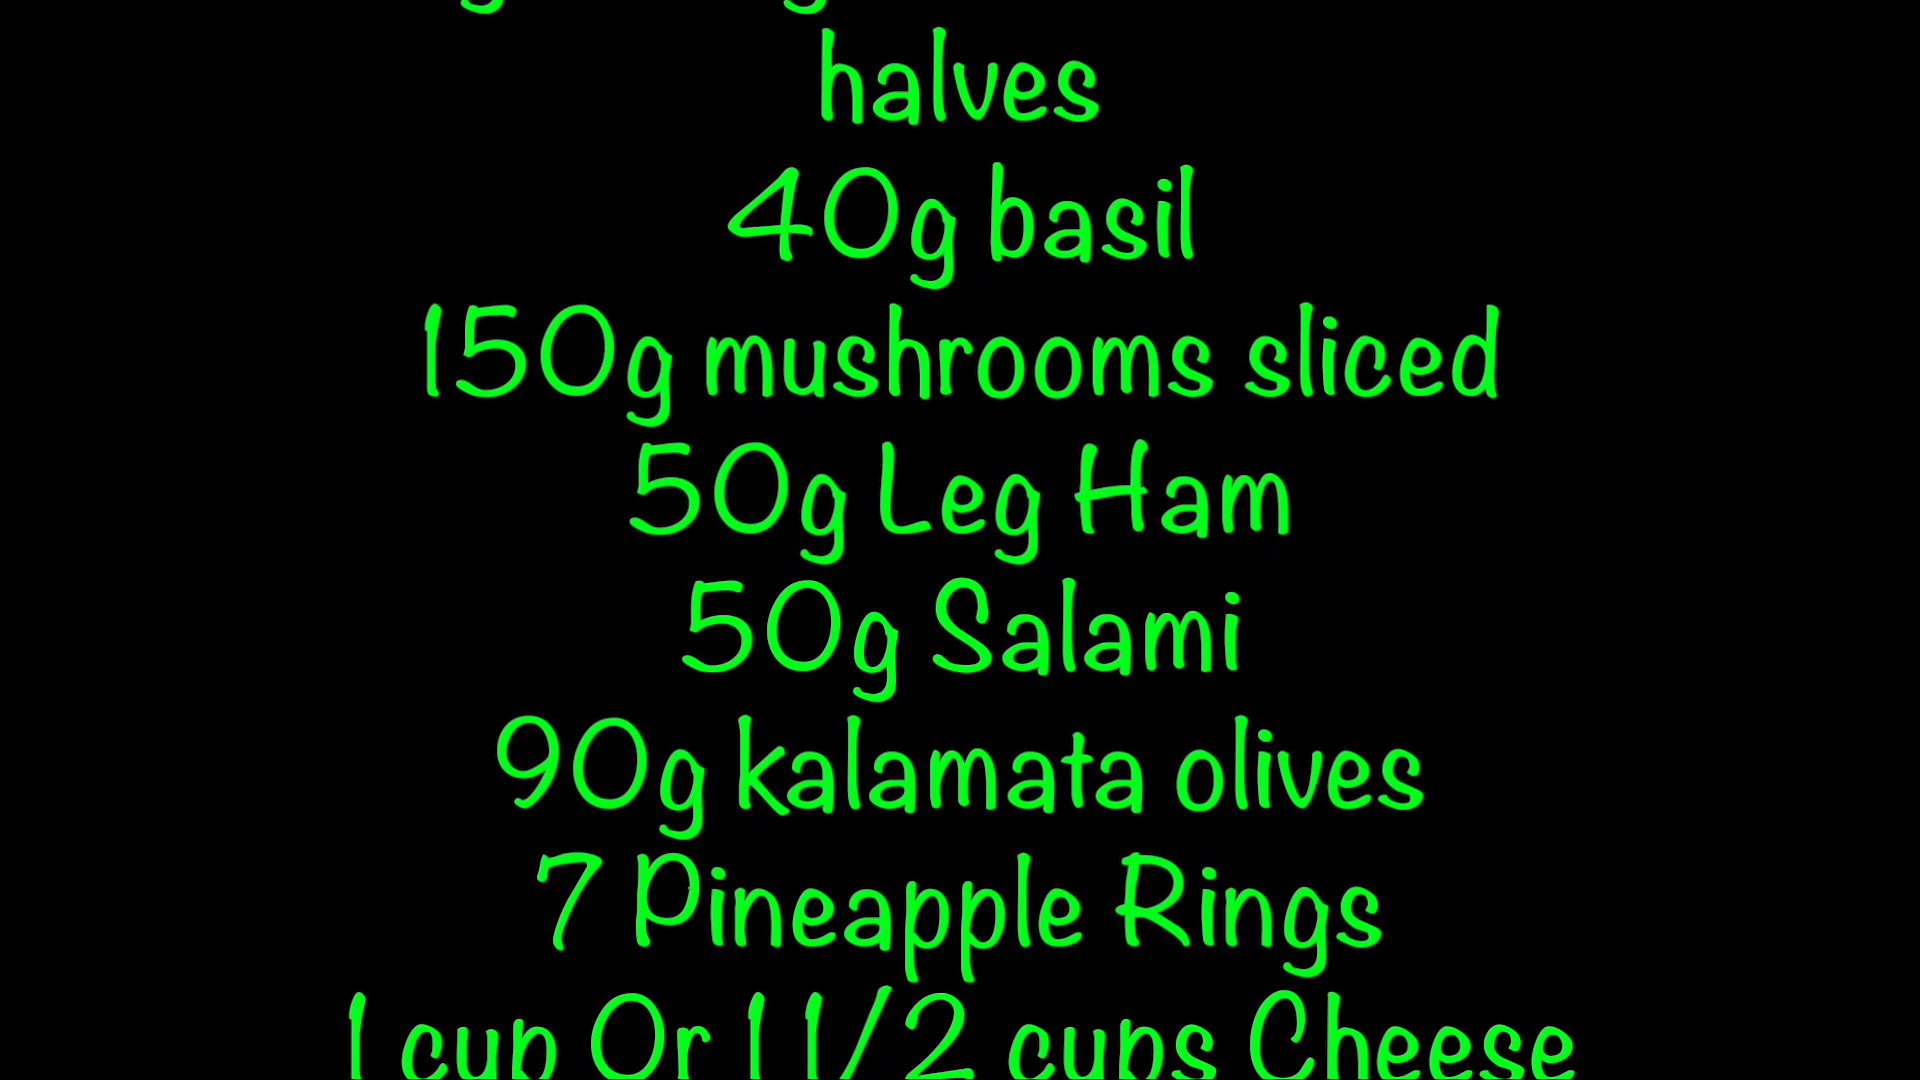 halves
40g basil
150g mushrooms sliced
50g Leg Ham
50g Salami
90g kalamata olives
7 Pineapple Rings
1 cup Or 1 1/2 cups Cheese